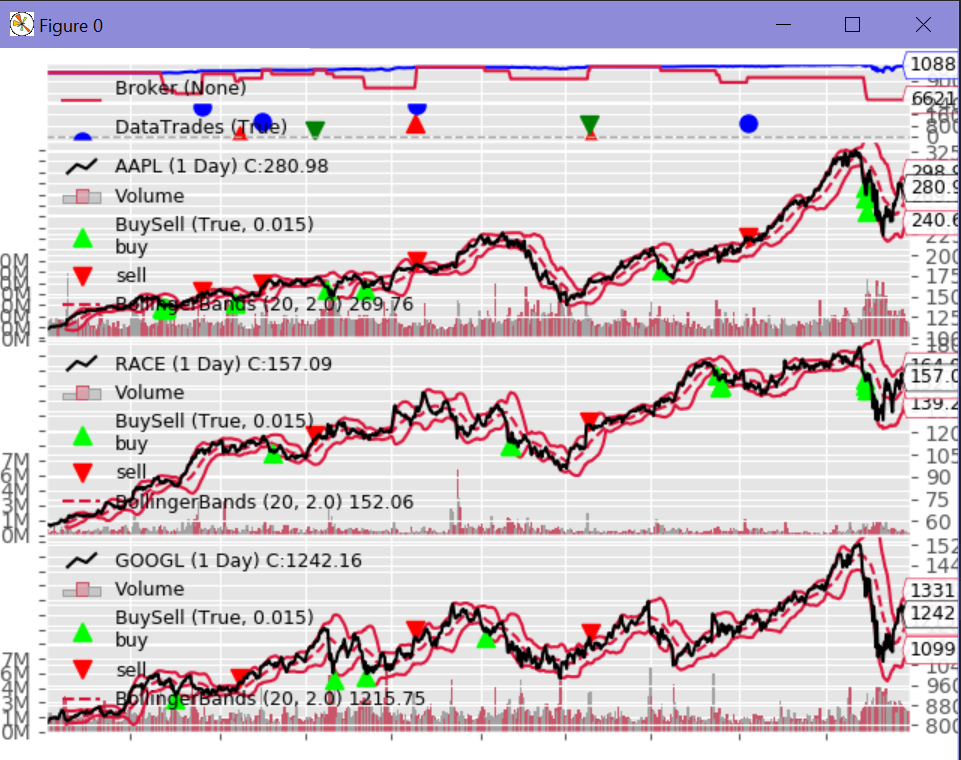 Figure 0
1088
Broker (None)
6621
DataTrades (True)
800
0
325
AAPL (1 Day) C:280.98
298.9
280.9
Volume
BuySell (True, 0.015)
240.6
buy
225
200
sell
175
BollingerBands (20, 2.0) 269.76
150
125
100
0M
180
RACE (1 Day) C:157.09
157.0
Volume
139.2
BuySell (True, 0.015)
120
buy
105
7M
sell
6M
90
4M
75
3M
BollingerBands (20, 2.0) 152.06
1M
60
0M
152
GOOGL (1 Day) C:1242.16
144
Volume
1331
1242
BuySell (True, 0.015)
buy
1099
7M
sell
6M
960
4M
BollingerBands (20, 2.0) 1215.75
3M
880
1M
800
0M